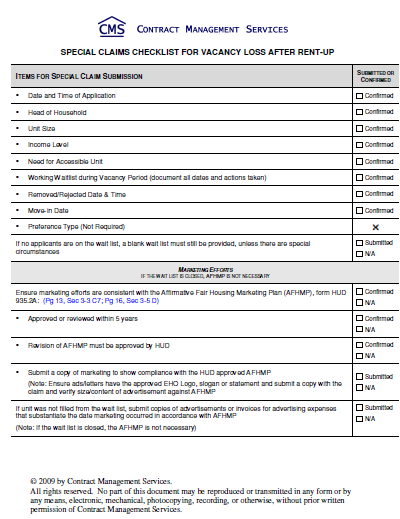 CMS CONTRACT MANAGEMENT SERVICES
SPECIAL CLAIMS CHECKLIST FOR VACANCY LOSS AFTER RENT-UP
ITEMS FOR SPECIAL CLAIM SUBMISSION
SUBMITTED OR
CONFIRMED
• Date and Time of Application
Confirmed
• Head of Household
Confirmed
• Unit Size
Confirmed
• Income Level
Confirmed
• Need for Accessible Unit
Confirmed
• Working Waitlist during Vacancy Period (document all dates and actions taken)
Confirmed
• Removed/Rejected Date & Time
Confirmed
• Move-in Date
Confirmed
• Preference Type (Not Required)
×
If no applicants are on the wait list, a blank wait list must still be provided, unless there are special
circumstances
Submitted
N/A
MARKETING EFFORTS
IF THE WAIT LIST IS CLOSED, AFHMP IS NOT NECESSARY
Ensure marketing efforts are consistent with the Affirmative Fair Housing Marketing Plan (AFHMP), form HUD
935.2A: (Pg 13, Sec 3-3 C7; Pg 16, Sec 3-5 D)
Confirmed
N/A
• Approved or reviewed within 5 years
Confirmed
N/A
• Revision of AFHMP must be approved by HUD
Confirmed
N/A
• Submit a copy of marketing to show compliance with the HUD approved AFHMP
(Note: Ensure ads/letters have the approved EHO Logo, slogan or statement and submit a copy with the
claim and verify size/content of advertisement against AFHMP
Submitted
N/A
If unit was not filled from the wait list, submit copies of advertisements or invoices for advertising expenses
that substantiate the date marketing occurred in accordance with AFHMP
(Note: If the wait list is closed, the AFHMP is not necessary)
Submitted
N/A
© 2009 by Contract Management Services.
All rights reserved. No part of this document may be reproduced or transmitted in any form or by
any means, electronic, mechanical, photocopying, recording, or otherwise, without prior written
permission of Contract Management Services.